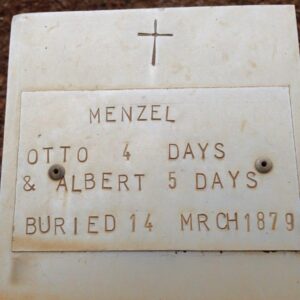 MENZEL
OTTO 4 DAYS
& ALBERT 5 DAYS
BURIED 14 MRCH 1879